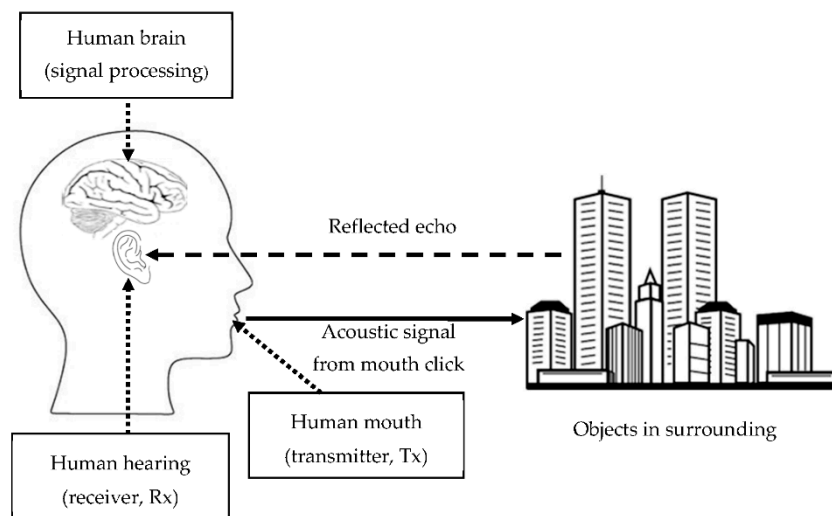 Human brain
(signal processing)
Reflected echo
Acoustic signal
from mouth click
Human mouth
(transmitter, Tx)
Objects in surrounding
Human hearing
(receiver, Rx)